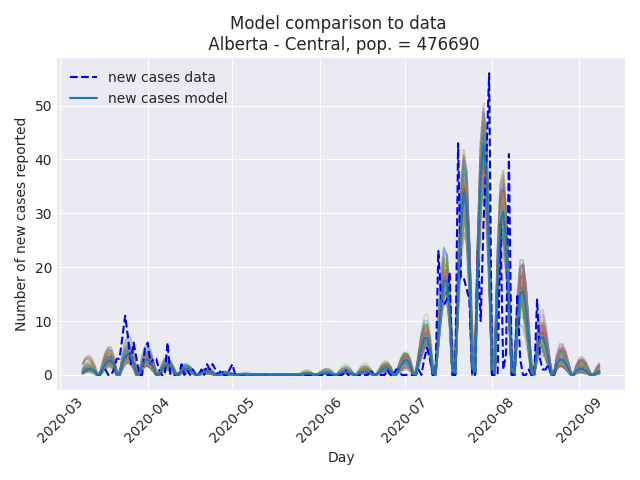 Model comparison to data
Alberta - Central, pop. = 476690
new cases data
new cases model
Number of new cases reported
50
40
30
20
10
0
2020-03
2020-04
2020-05
2020-06
2020-07
2020-08
2020-09
Day